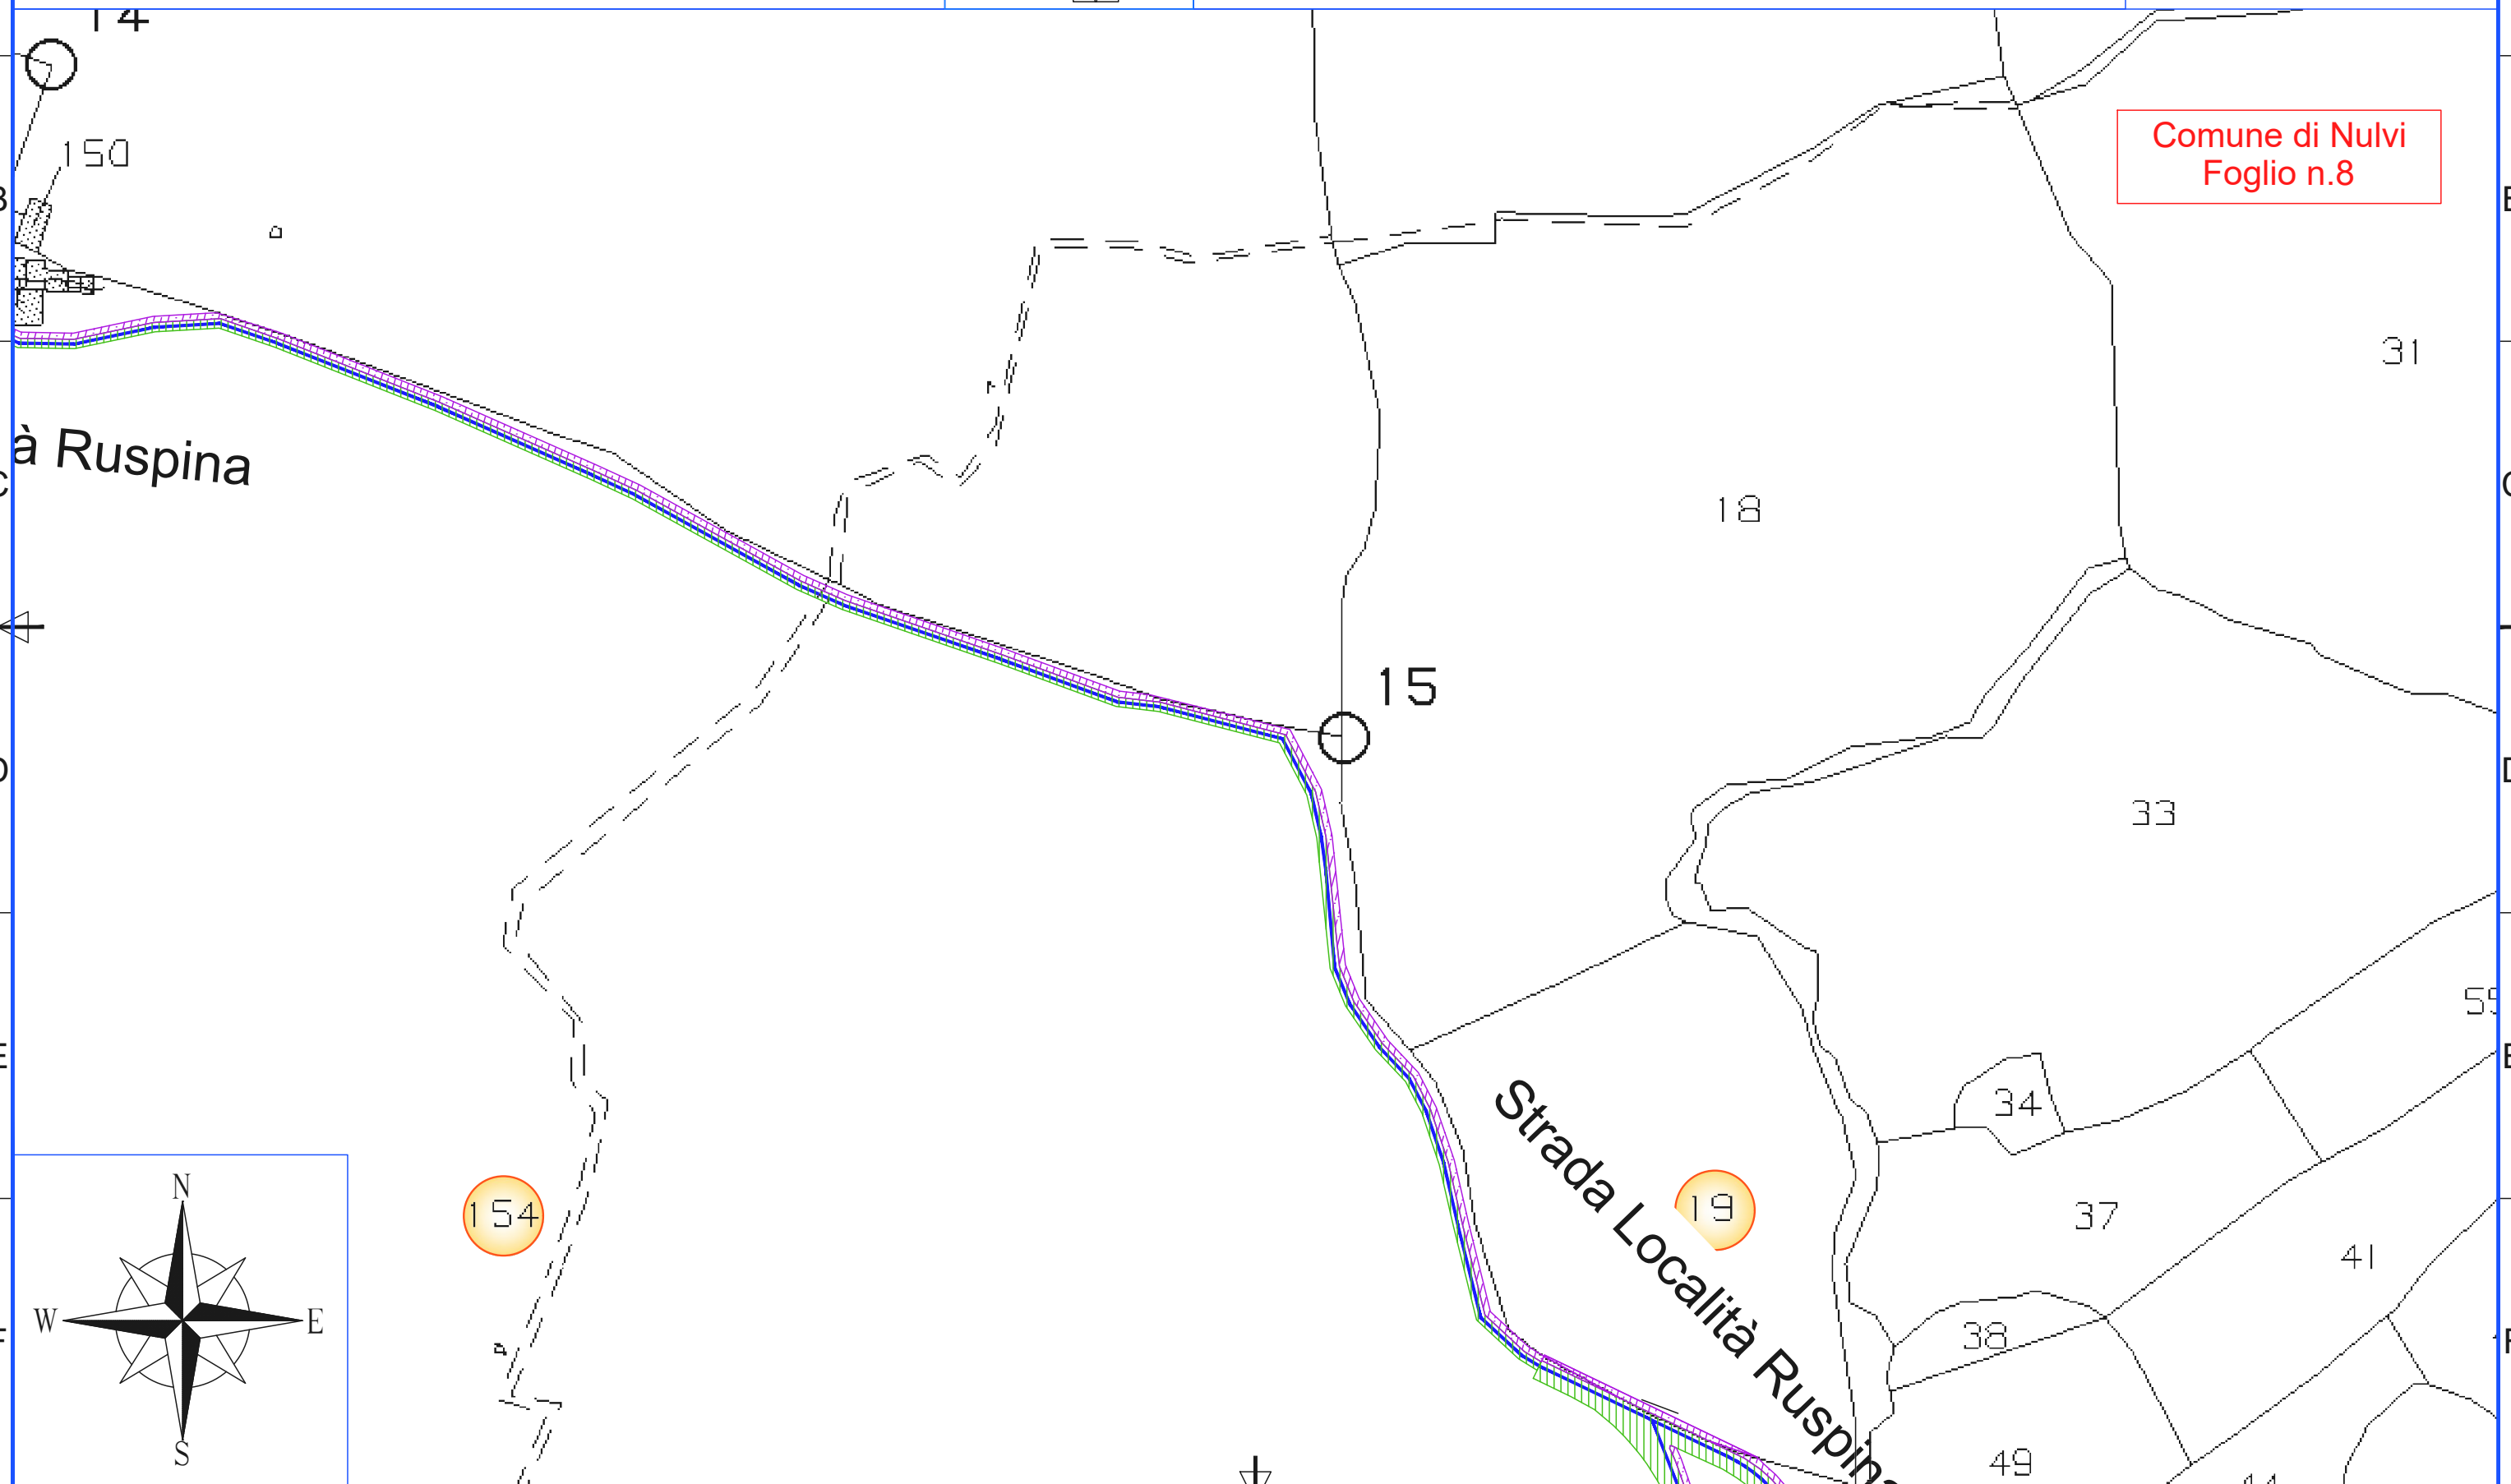 14
Comune di Nulvi
Foglio n.8
150
31
à Ruspina
18
15
33
34
154
19
37
Strada Località Ruspina
41
38
N
W
E
S
49